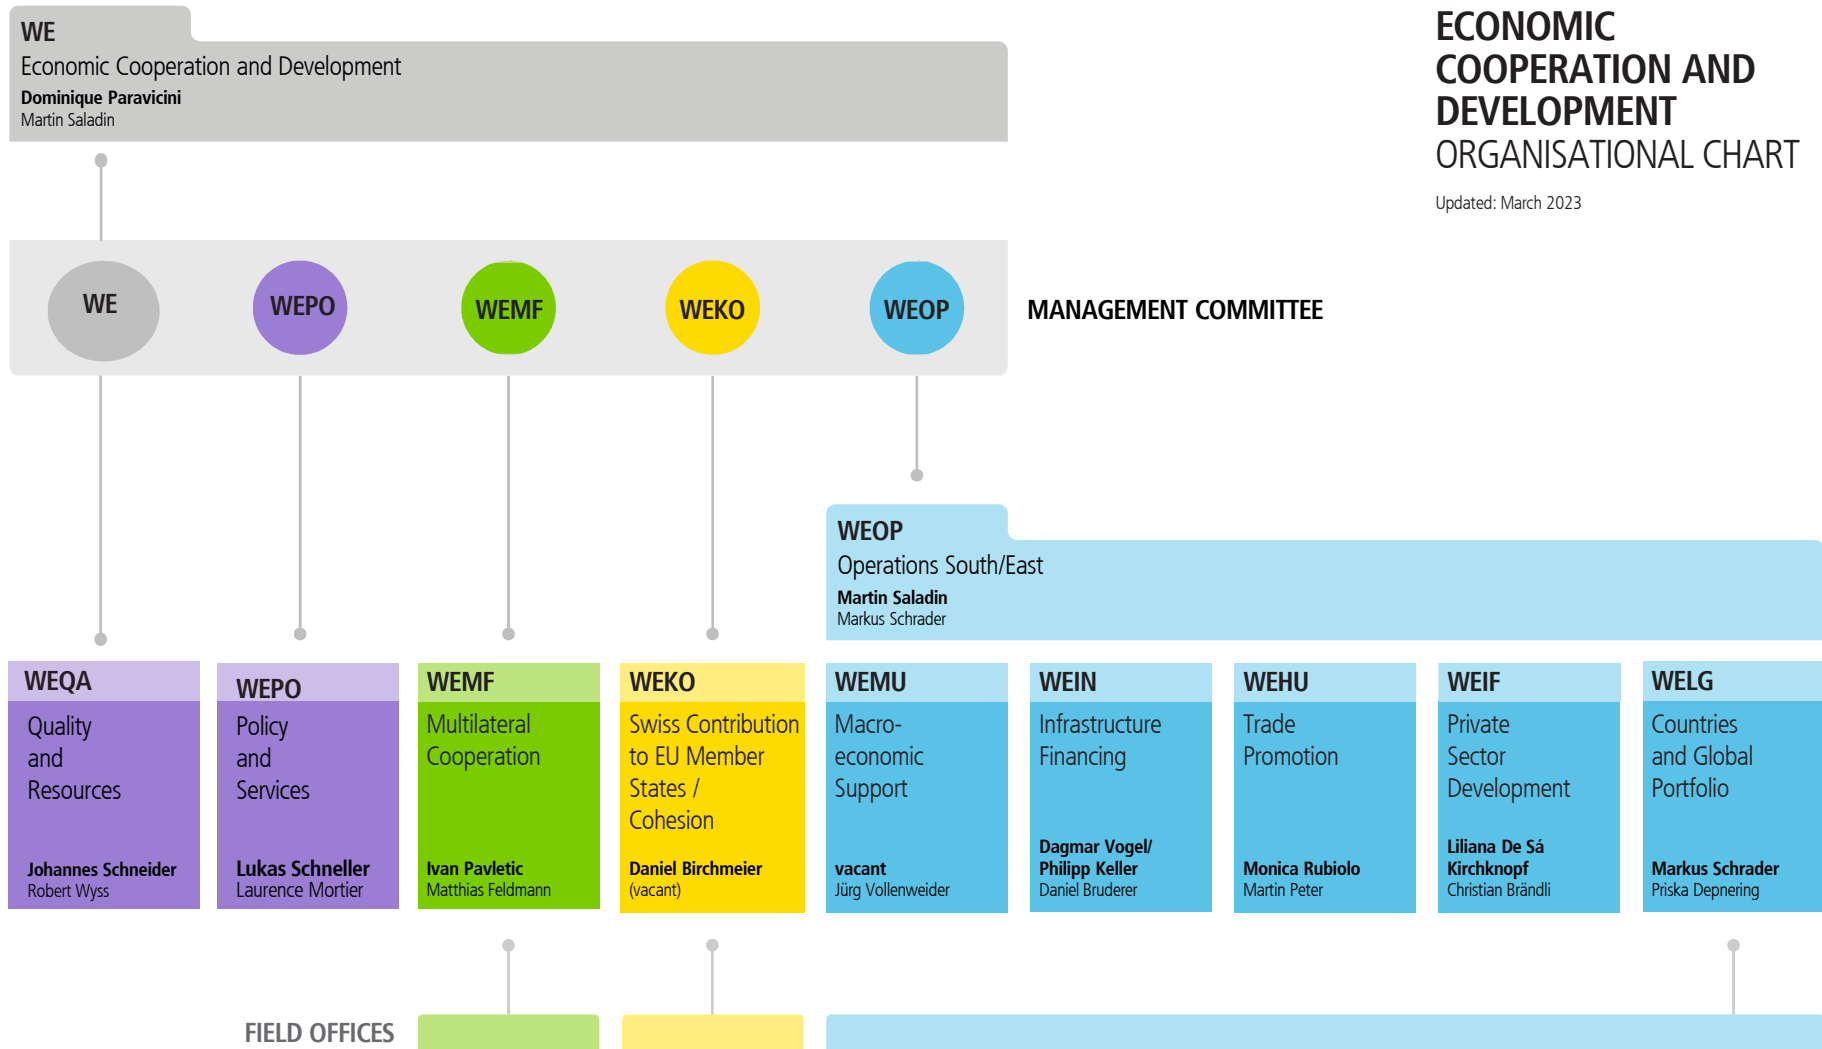 WE
Economic Cooperation and Development
Dominique Paravicini
Martin Saladin
ECONOMIC
COOPERATION AND
DEVELOPMENT
ORGANISATIONAL CHART
Updated: March 2023
WE
WEPO
WEMF
WEKO
WEOP
MANAGEMENT COMMITTEE
WEOP
Operations South/East
Martin Saladin
Markus Schrader
WEQA
Quality
and
Resources
Johannes Schneider
Robert Wyss
WEPO
Policy
and
Services
Lukas Schneller
Laurence Mortier
WEMF
Multilateral
Cooperation
Ivan Pavletic
Matthias Feldmann
WEKO
Swiss Contribution
to EU Member
States /
Cohesion
Daniel Birchmeier
(vacant)
WEMU
Macro-
economic
Support
vacant
Jürg Vollenweider
WEIN
Infrastructure
Financing
Dagmar Vogel/
Philipp Keller
Daniel Bruderer
WEHU
Trade
Promotion
Monica Rubiolo
Martin Peter
WEIF
Private
Sector
Development
Liliana De Sá
Kirchknopf
Christian Brändli
WELG
Countries
and Global
Portfolio
Markus Schrader
Priska Depnering
FIELD OFFICES